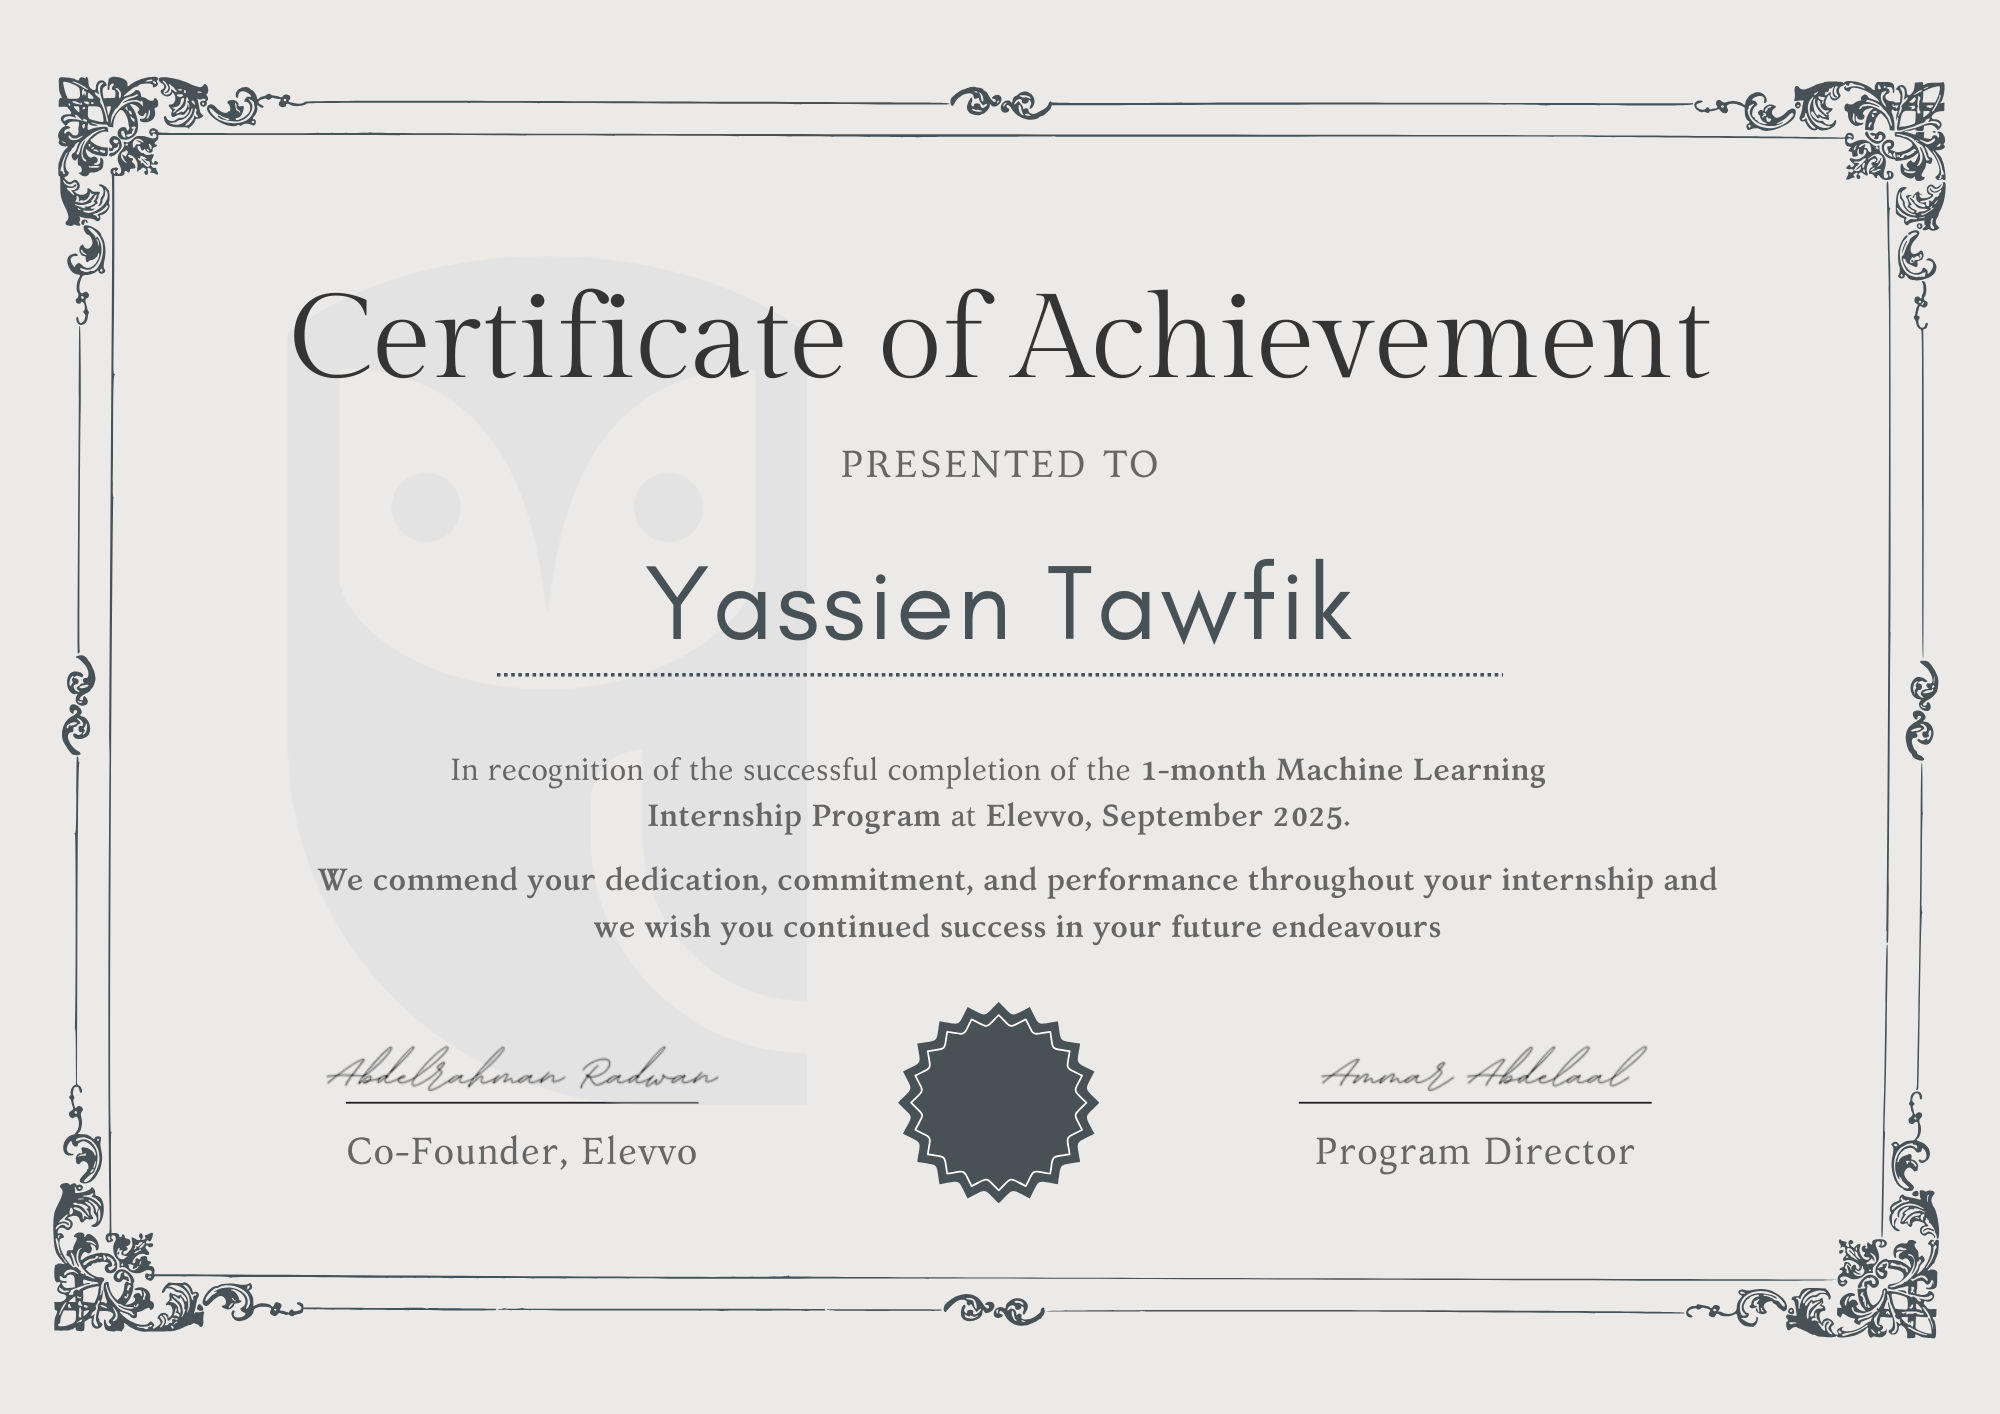 Certificate of Achievement
PRESENTED TO
Yassien Tawfik
In recognition of the successful completion of the 1-month Machine Learning
Internship Program at Elevvo, September 2025.
We commend your dedication, commitment, and performance throughout your internship and
we wish you continued success in your future endeavours
Abdelrahman Radwan
Ammar Abdelaal
Co-Founder, Elevvo
Program Director